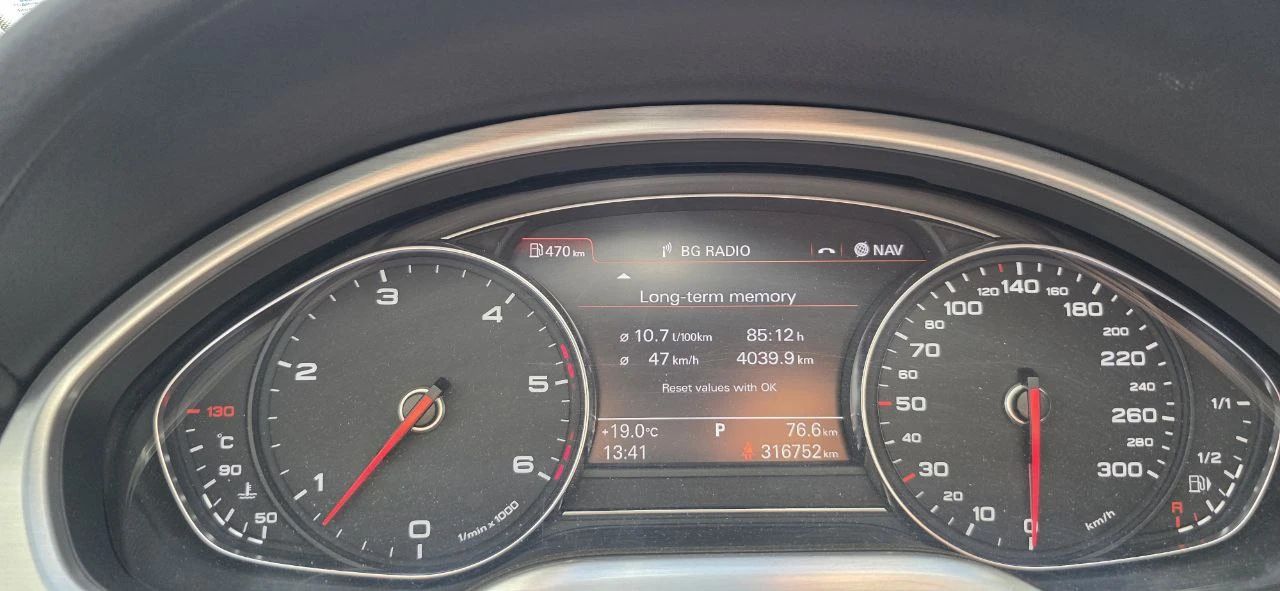 470 km BG RADIO NAV
Long-term memory
ø 10.7 l/100km 85:12 h
ø 47 km/h 4039.9 km
Reset values with OK
+19.0°C P 76.6 km
13:41 316752 km
0
1
2
3
4
5
6
1/min x 1000
130
°C
90
50
0
10
20
30
40
50
60
70
80
100
120
140
160
180
200
220
240
260
280
300
km/h
1/1
1/2
R